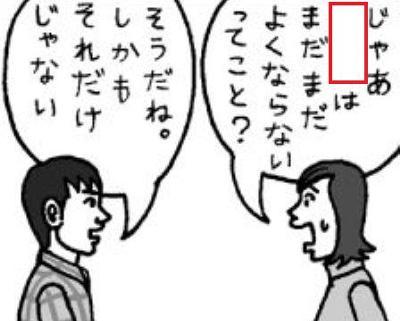 じゃあ
は
まだまだ
よくならない
ってこと？
そうだね。
しかも
それだけ
じゃない